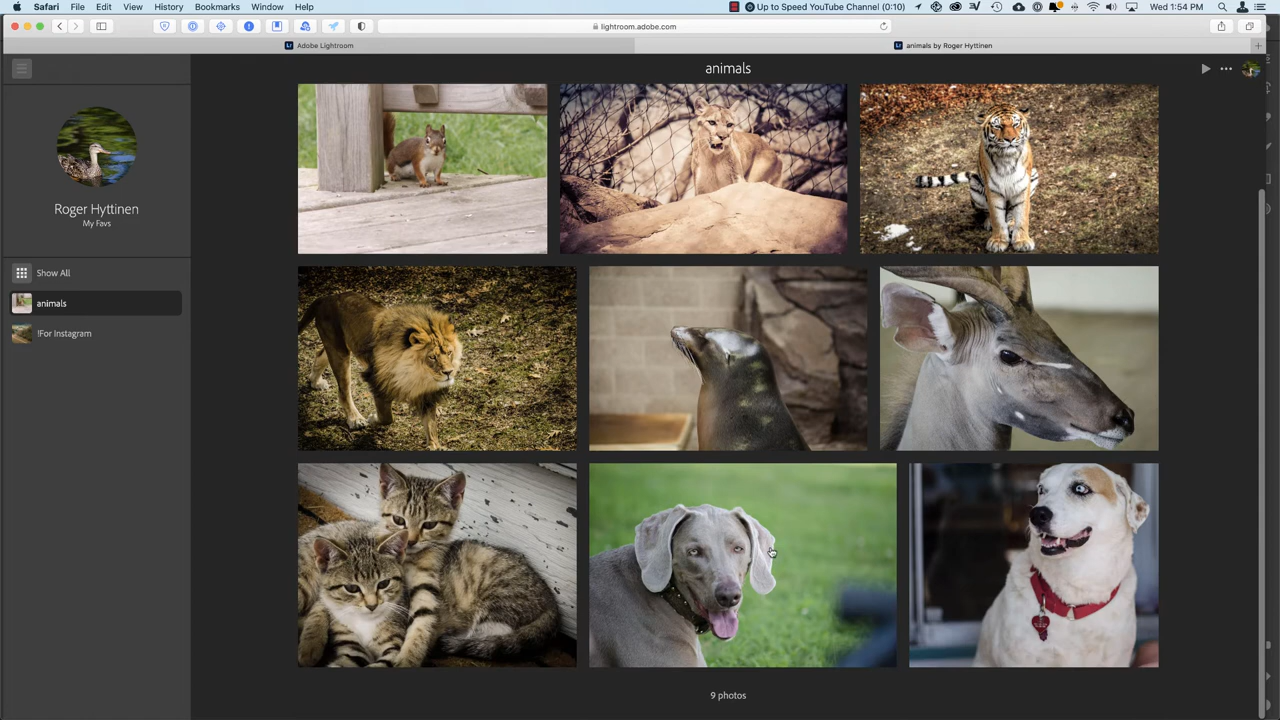 Safari File Edit View History Bookmarks Window Help Up to Speed YouTube Channel (0:10) Wed 1:54 PM
lightroom.adobe.com
Lr Adobe Lightroom Lr animals by Roger Hyttinen
animals
Roger Hyttinen
My Favs
Show All
animals
!For Instagram
9 photos